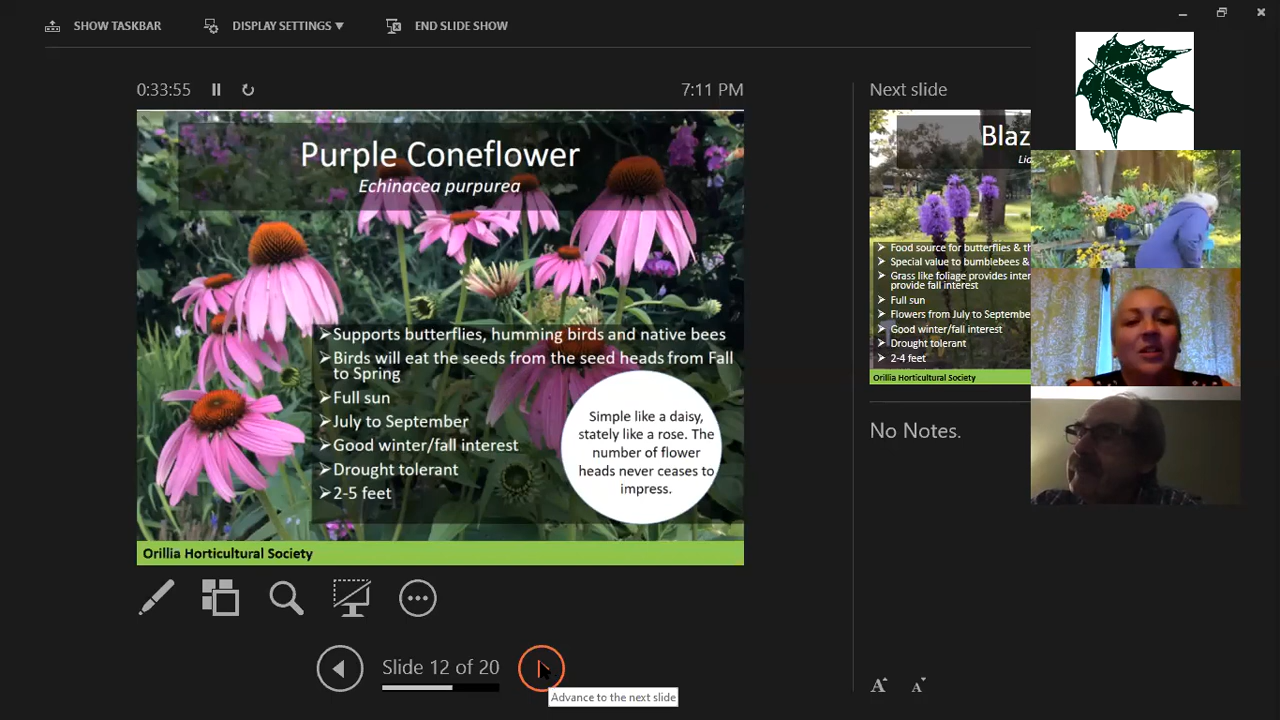 SHOW TASKBAR
DISPLAY SETTINGS
END SLIDE SHOW
0:33:55
7:11 PM
Purple Coneflower
Echinacea purpurea
Supports butterflies, humming birds and native bees
Birds will eat the seeds from the seed heads from Fall
to Spring
Full sun
July to September
Good winter/fall interest
Drought tolerant
2-5 feet
Simple like a daisy,
stately like a rose. The
number of flower
heads never ceases to
impress.
Orillia Horticultural Society
Slide 12 of 20
Advance to the next slide
Next slide
Food source for butterflies &
Special value to bumblebees &
Grass like foliage provides
provide fall interest
Full sun
Flowers from July to
Good winter/fall interest
Drought tolerant
2-4 feet
Orillia Horticultural Society
No Notes.
A
A